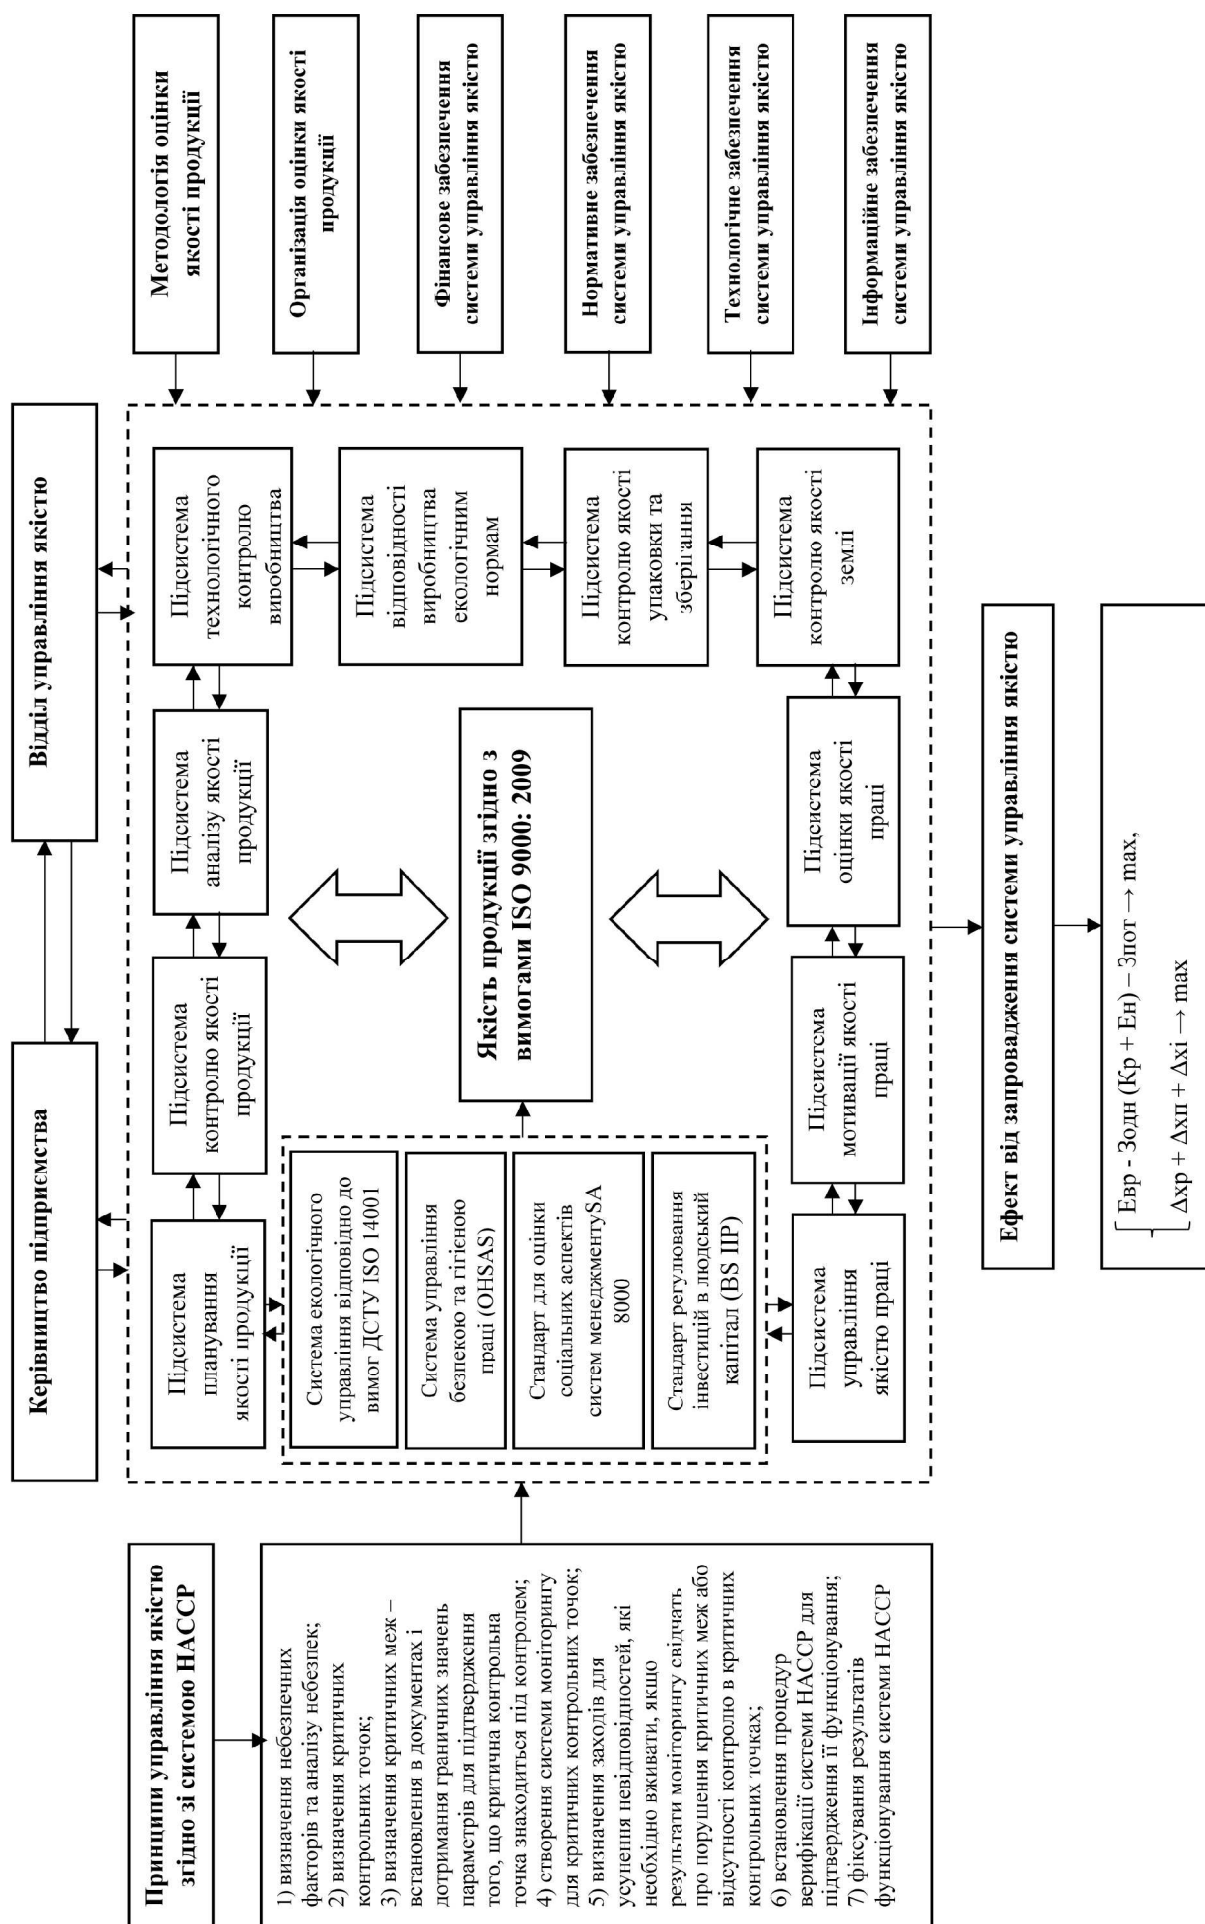 Керівництво підприємства
Відділ управління якістю
Принципи управління якістю
згідно зі системою НАССР
1) визначення небезпечних
факторів та аналізу небезпек;
2) визначення критичних
контрольних точок;
3) визначення критичних меж –
встановлення в документах і
дотримання граничних значень
параметрів для підтвердження
того, що критична контрольна
точка знаходиться під контролем;
4) створення системи моніторингу
для критичних контрольних точок;
5) визначення заходів для
усунення невідповідностей, які
необхідно вживати, якщо
результати моніторингу свідчать
про порушення критичних меж або
відсутності контролю в критичних
контрольних точках;
6) встановлення процедур
верифікації системи НАССР для
підтвердження її функціонування;
7) фіксування результатів
функціонування системи НАССР
Підсистема
планування
якості продукції
Підсистема
контролю якості
продукції
Підсистема
аналізу якості
продукції
Підсистема
технологічного
контролю
виробництва
Підсистема
відповідності
виробництва
екологічним
нормам
Підсистема
контролю якості
упаковки та
зберігання
Підсистема
контролю якості
землі
Система екологічного
управління відповідно до
вимог ДСТУ ISO 14001
Система управління
безпекою та гігієною
праці (OHSAS)
Стандарт для оцінки
соціальних аспектів
систем менеджментуSA
8000
Стандарт регулювання
інвестицій в людський
капітал (BS IIP)
Якість продукції згідно з
вимогами ISO 9000: 2009
Підсистема
управління
якістю праці
Підсистема
мотивації якості
праці
Підсистема
оцінки якості
праці
Методологія оцінки
якості продукції
Організація оцінки якості
продукції
Фінансове забезпечення
системи управління якістю
Нормативне забезпечення
системи управління якістю
Технологічне забезпечення
системи управління якістю
Інформаційне забезпечення
системи управління якістю
Ефект від запровадження системи управління якістю
Евр - Зодн (Кр + Ен) – Зпот → max,
Δxр + Δxп + Δxі → max